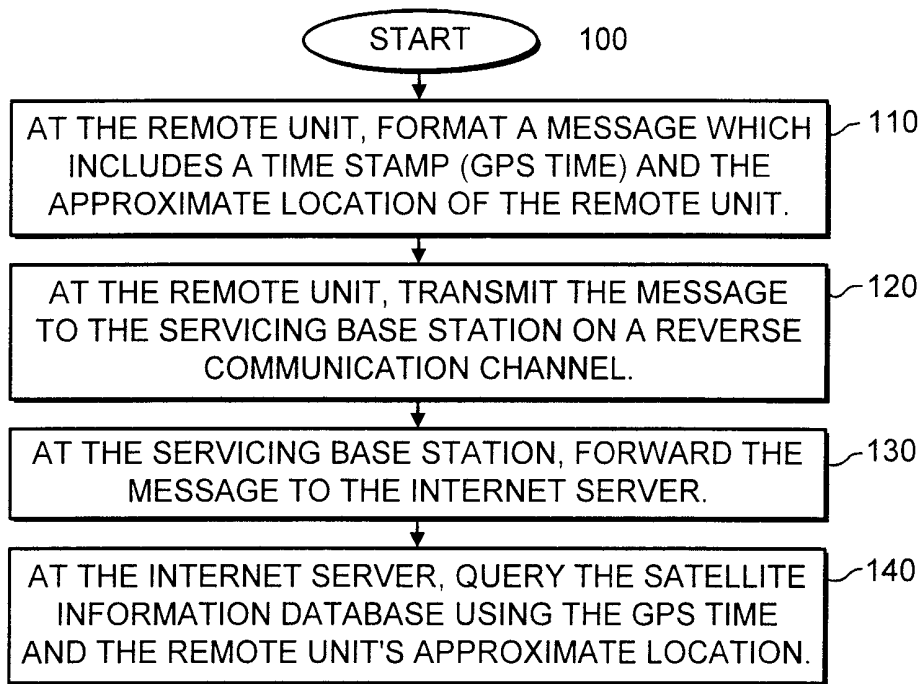 START 100
AT THE REMOTE UNIT, FORMAT A MESSAGE WHICH 110
INCLUDES A TIME STAMP (GPS TIME) AND THE
APPROXIMATE LOCATION OF THE REMOTE UNIT.
AT THE REMOTE UNIT, TRANSMIT THE MESSAGE 120
TO THE SERVICING BASE STATION ON A REVERSE
COMMUNICATION CHANNEL.
AT THE SERVICING BASE STATION, FORWARD THE 130
MESSAGE TO THE INTERNET SERVER.
AT THE INTERNET SERVER, QUERY THE SATELLITE 140
INFORMATION DATABASE USING THE GPS TIME
AND THE REMOTE UNIT'S APPROXIMATE LOCATION.